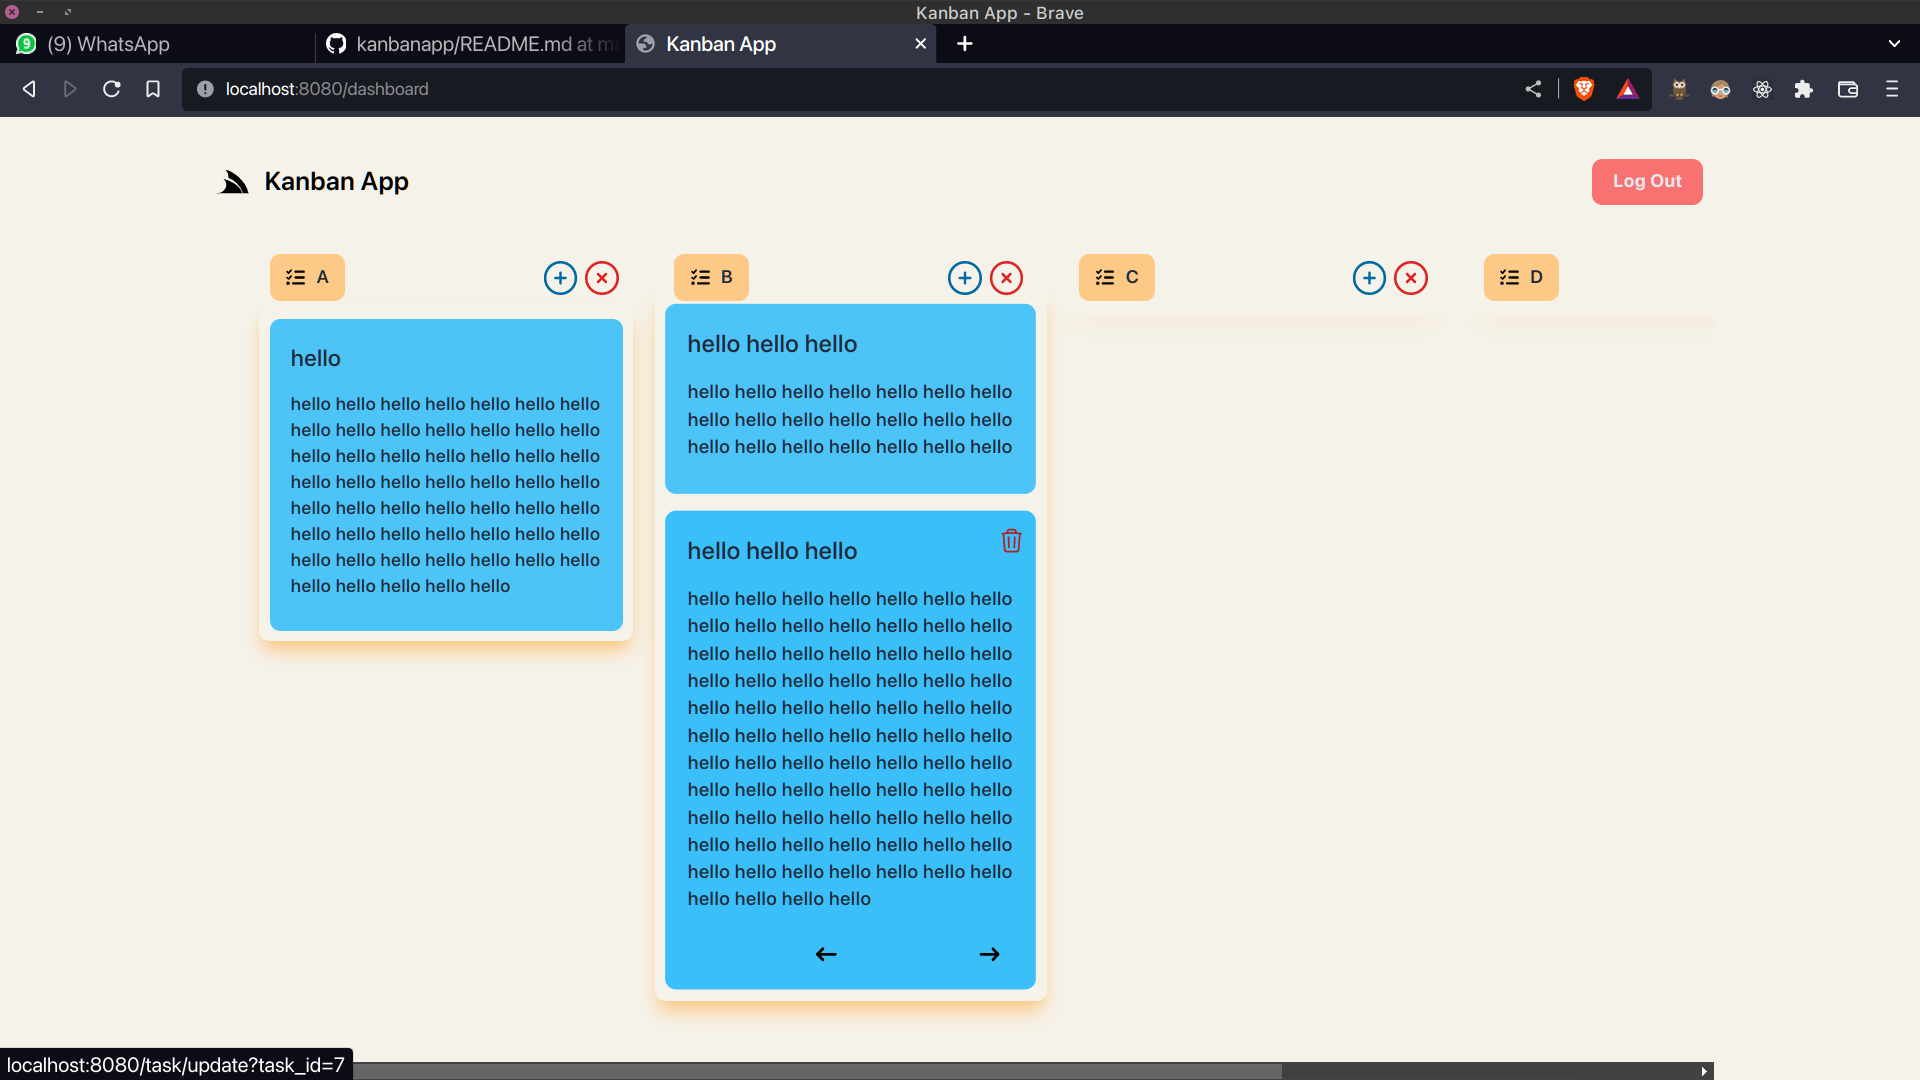 Kanban App - Brave
9 (9) WhatsApp
kanbanapp/README.md at ma
Kanban App
localhost:8080/dashboard
Kanban App
Log Out
A
B
C
D
hello
hello hello hello hello hello hello hello
hello hello hello hello hello hello hello
hello hello hello hello hello hello hello
hello hello hello hello hello hello hello
hello hello hello hello hello hello hello
hello hello hello hello hello hello hello
hello hello hello hello hello hello hello
hello hello hello hello hello
hello hello hello
hello hello hello hello hello hello hello
hello hello hello hello hello hello hello
hello hello hello hello hello hello hello
hello hello hello
hello hello hello hello hello hello hello
hello hello hello hello hello hello hello
hello hello hello hello hello hello hello
hello hello hello hello hello hello hello
hello hello hello hello hello hello hello
hello hello hello hello hello hello hello
hello hello hello hello hello hello hello
hello hello hello hello hello hello hello
hello hello hello hello hello hello hello
hello hello hello hello hello hello hello
hello hello hello hello hello hello hello
hello hello hello hello
localhost:8080/task/update?task_id=7